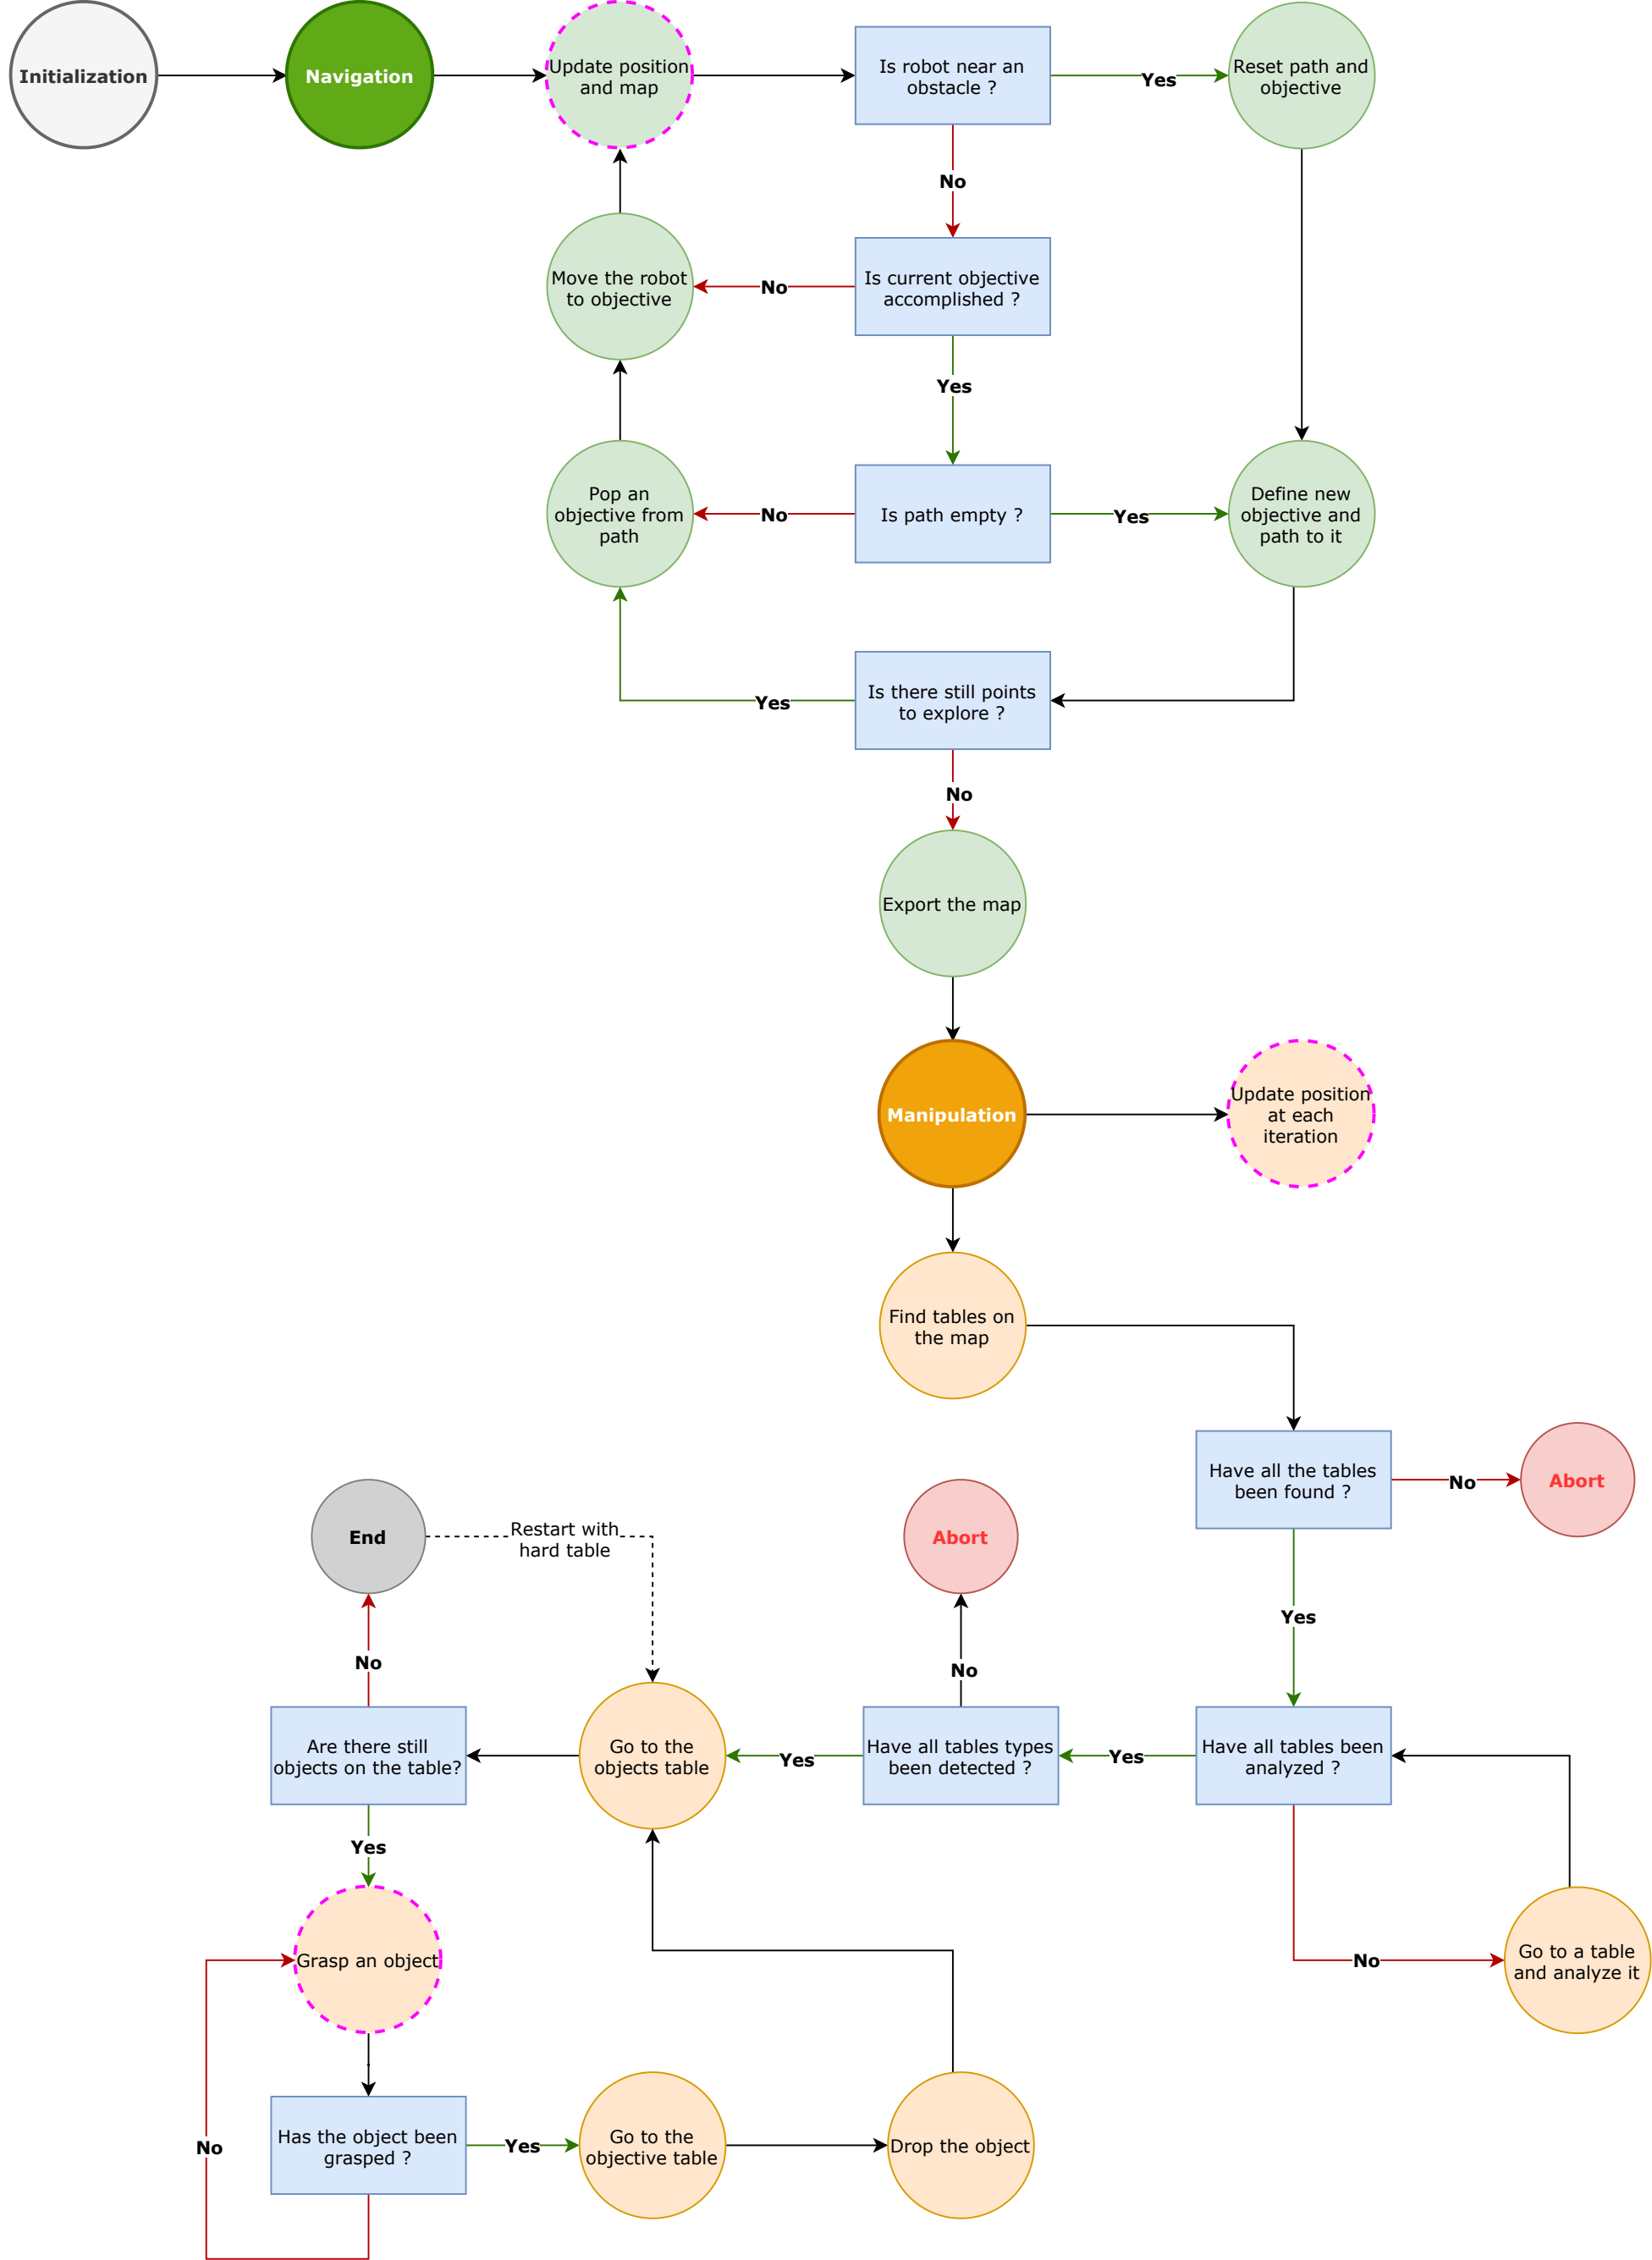 Initialization
Navigation
Update position
and map
Is robot near an
obstacle ?
Yes
Reset path and
objective
No
Move the robot
to objective
No
Is current objective
accomplished ?
Yes
Pop an
objective from
path
No
Is path empty ?
Yes
Define new
objective and
path to it
Yes
Is there still points
to explore ?
No
Export the map
Manipulation
Update position
at each
iteration
Find tables on
the map
Have all the tables
been found ?
No
Abort
End
Restart with
hard table
Abort
Yes
No
No
Are there still
objects on the table?
Go to the
objects table
Yes
Have all tables types
been detected ?
Yes
Have all tables been
analyzed ?
Yes
Grasp an object
No
Go to a table
and analyze it
No
Has the object been
grasped ?
Yes
Go to the
objective table
Drop the object